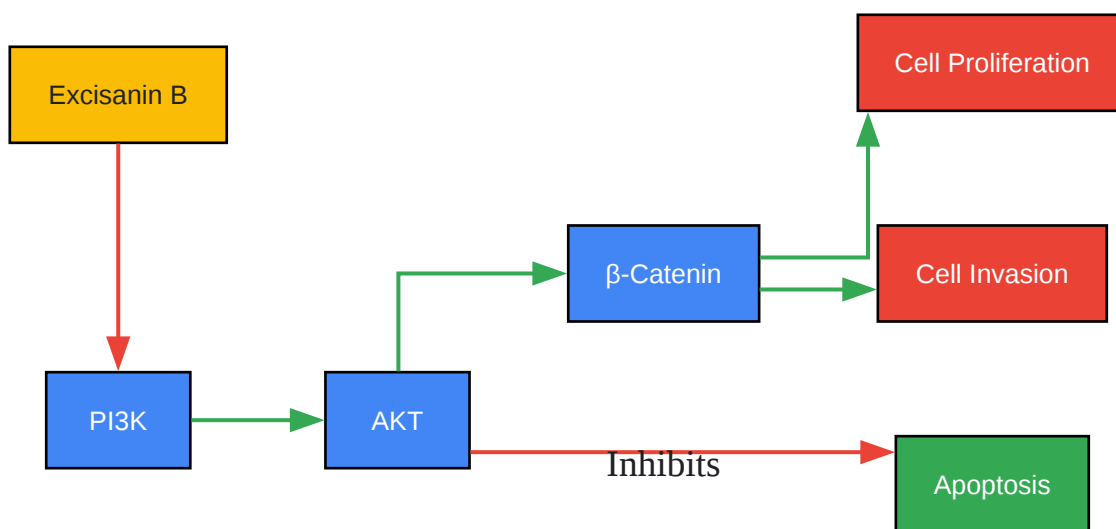 Cell Proliferation
Excisanin B
β-Catenin
Cell Invasion
PI3K
AKT
Inhibits
Apoptosis